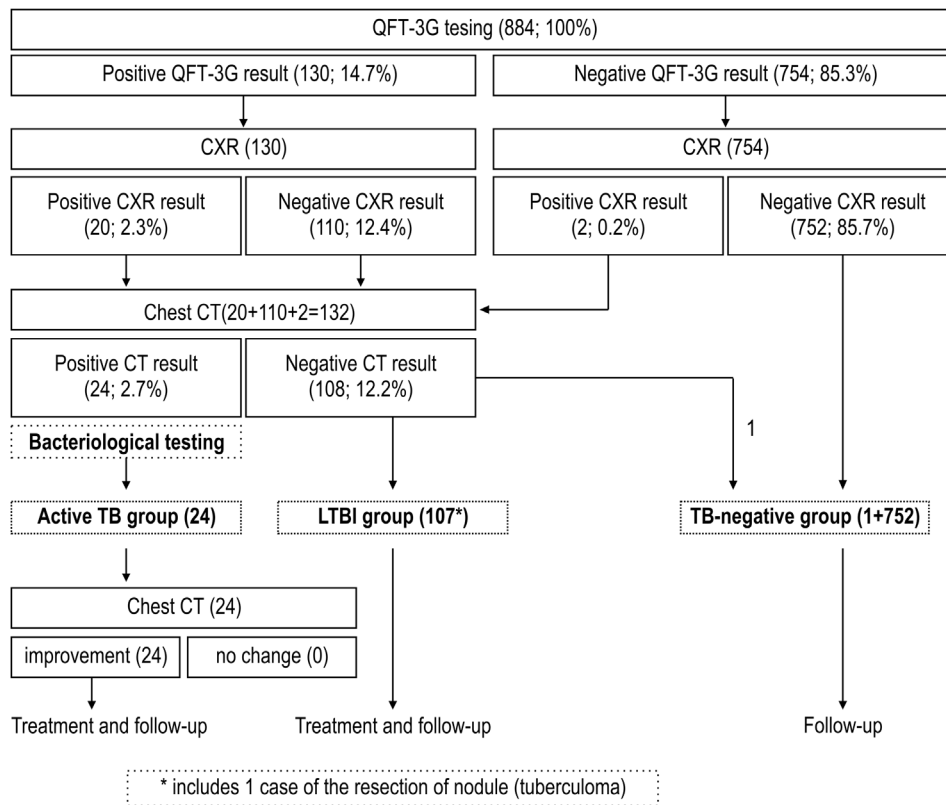 QFT-3G tesing (884; 100%)
Positive QFT-3G result (130; 14.7%)
Negative QFT-3G result (754; 85.3%)
CXR (130)
CXR (754)
Positive CXR result
(20; 2.3%)
Negative CXR result
(110; 12.4%)
Positive CXR result
(2; 0.2%)
Negative CXR result
(752; 85.7%)
Chest CT(20+110+2=132)
Positive CT result
(24; 2.7%)
Negative CT result
(108; 12.2%)
1
Bacteriological testing
Active TB group (24)
LTBI group (107*)
TB-negative group (1+752)
Chest CT (24)
improvement (24)
no change (0)
Treatment and follow-up
Treatment and follow-up
Follow-up
* includes 1 case of the resection of nodule (tuberculoma)